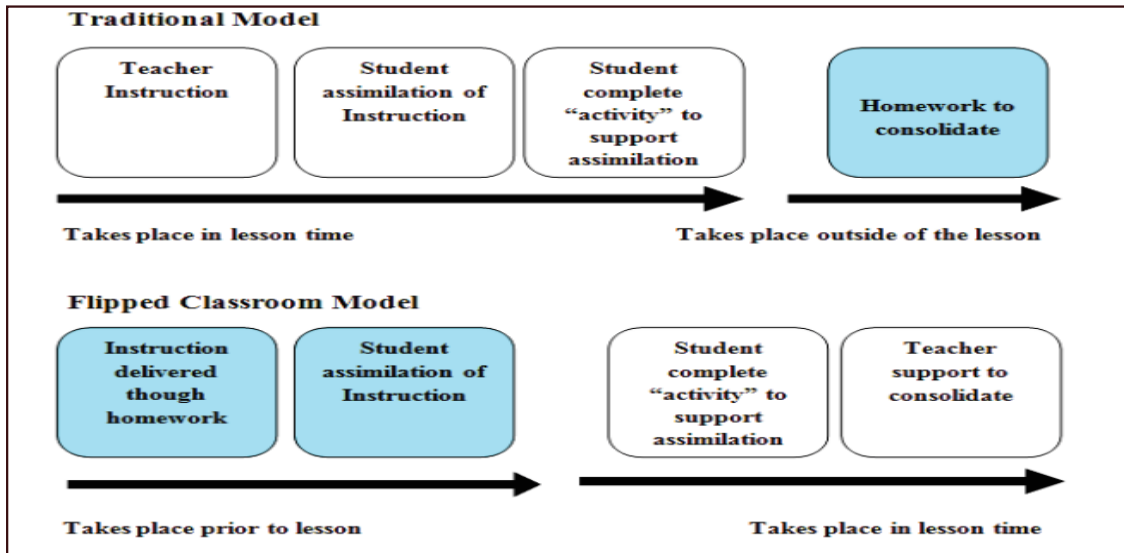 Traditional Model
Teacher
Instruction
Student
assimilation of
Instruction
Student
complete
“activity” to
support
assimilation
Homework to
consolidate
Takes place in lesson time
Takes place outside of the lesson
Flipped Classroom Model
Instruction
delivered
though
homework
Student
assimilation of
Instruction
Student
complete
“activity” to
support
assimilation
Teacher
support to
consolidate
Takes place prior to lesson
Takes place in lesson time